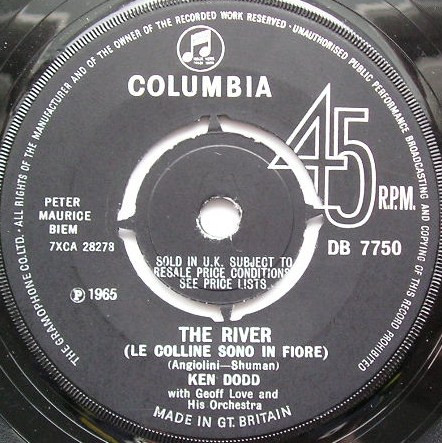 ALL RIGHTS OF THE MANUFACTURER AND OF THE OWNER OF THE RECORDED WORK RESERVED · UNAUTHORISED PUBLIC PERFORMANCE BROADCASTING AND COPYING OF THIS RECORD PROHIBITED
THE GRAMOPHONE CO. LTD.
COLUMBIA
45
R.P.M.
PETER
MAURICE
BIEM
7XCA 28278
DB 7750
SOLD IN U.K. SUBJECT TO
RESALE PRICE CONDITIONS
SEE PRICE LISTS
Ⓟ 1965
THE RIVER
(LE COLLINE SONO IN FIORE)
(Angiolini—Shuman)
KEN DODD
with Geoff Love and
His Orchestra
MADE IN GT. BRITAIN